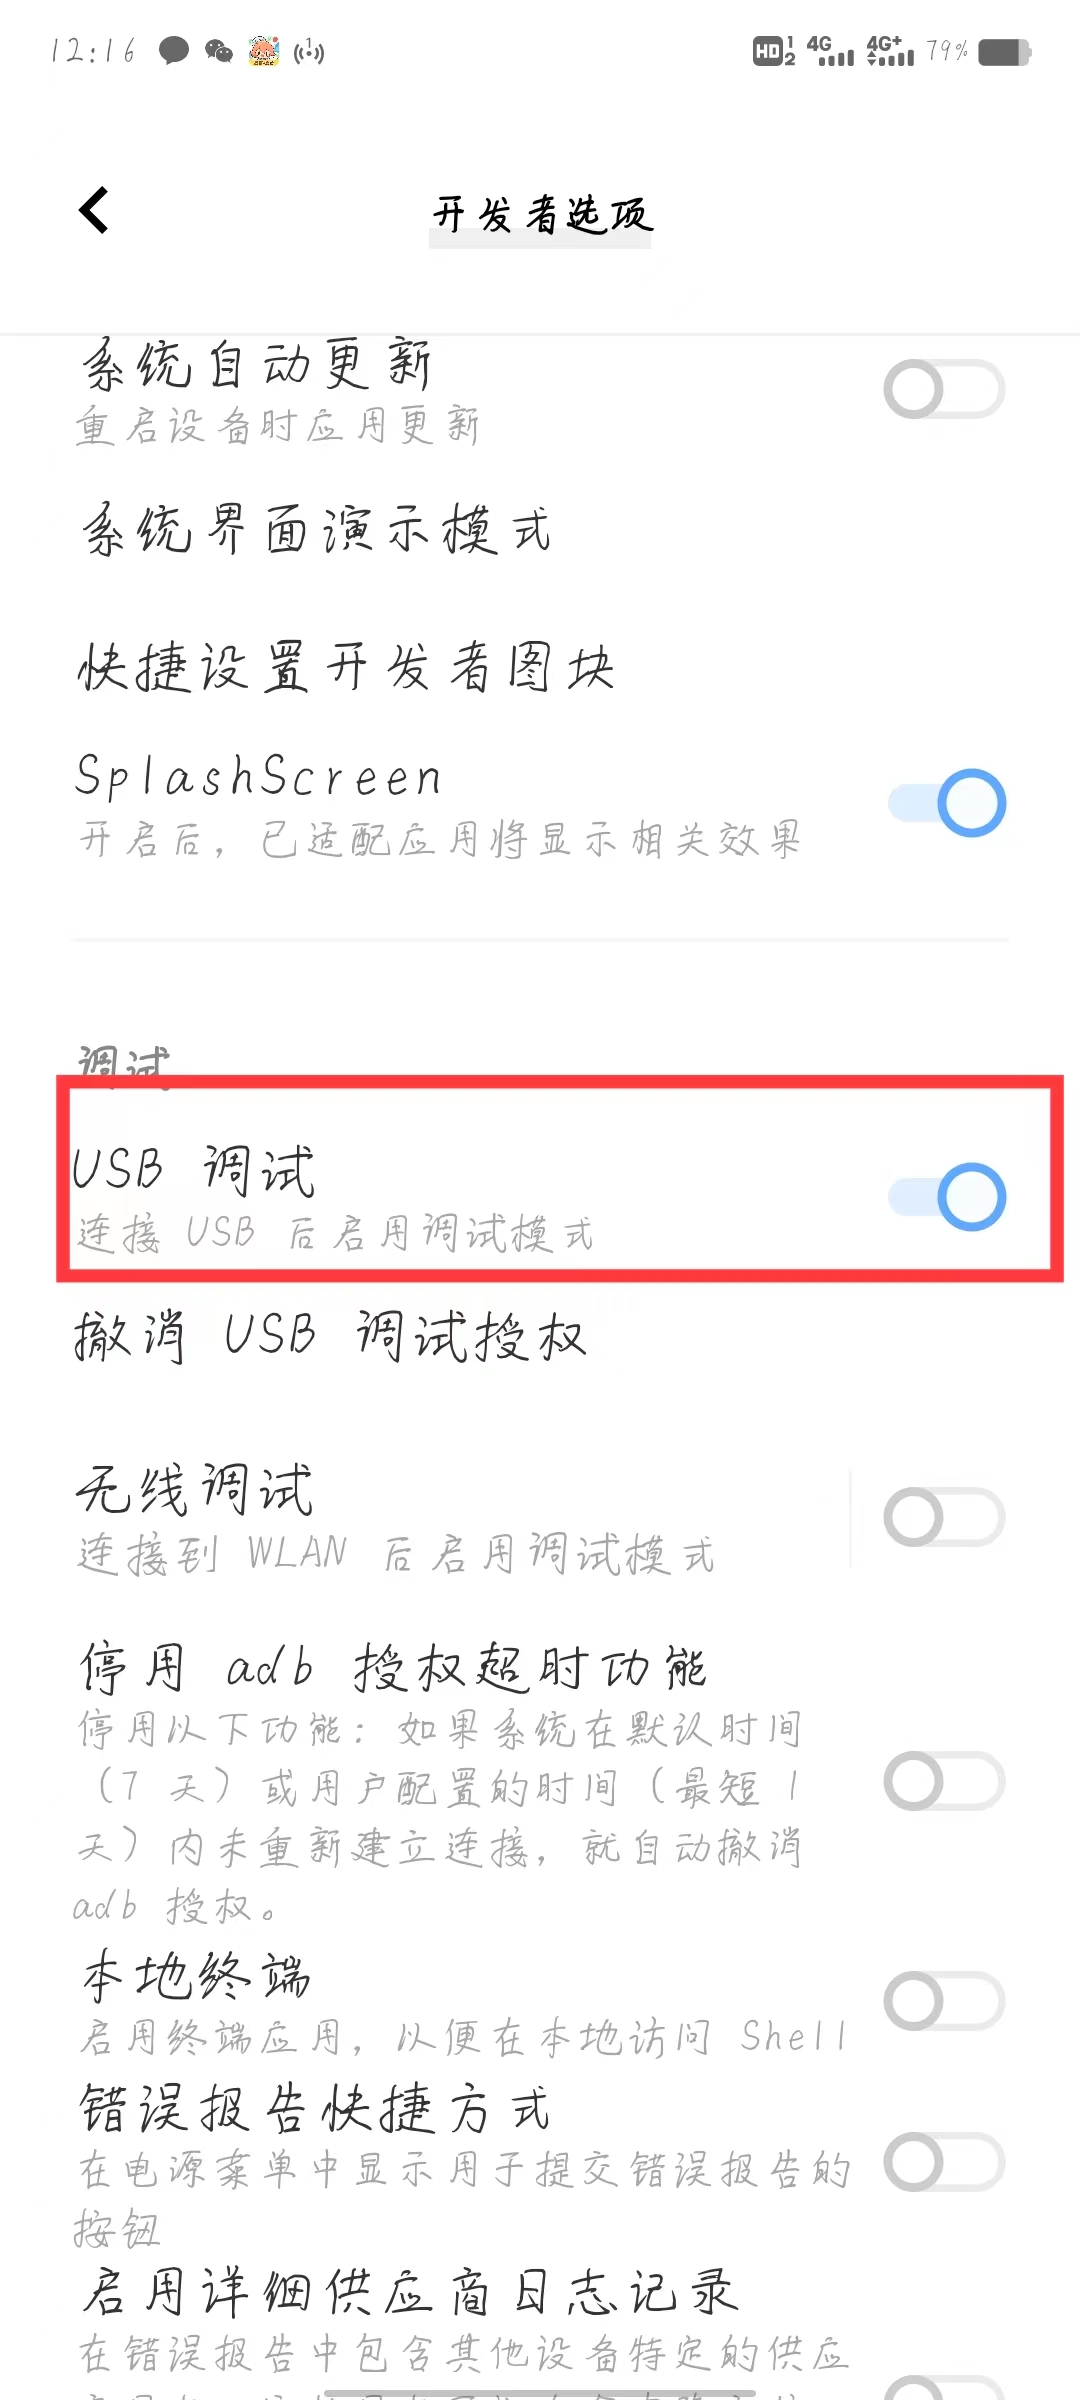 12:16
HD 1 2 4G 4G+ 79%
开发者选项
系统自动更新
重启设备时应用更新
系统界面演示模式
快捷设置开发者图块
SplashScreen
开启后，已适配应用将显示相关效果
调试
USB 调试
连接 USB 后启用调试模式
撤消 USB 调试授权
无线调试
连接到 WLAN 后启用调试模式
停用 adb 授权超时功能
停用以下功能：如果系统在默认时间
（7 天）或用户配置的时间（最短 1
天）内未重新建立连接，就自动撤消
adb 授权。
本地终端
启用终端应用，以便在本地访问 Shell
错误报告快捷方式
在电源菜单中显示用于提交错误报告的
按钮
启用详细供应商日志记录
在错误报告中包含其他设备特定的供应